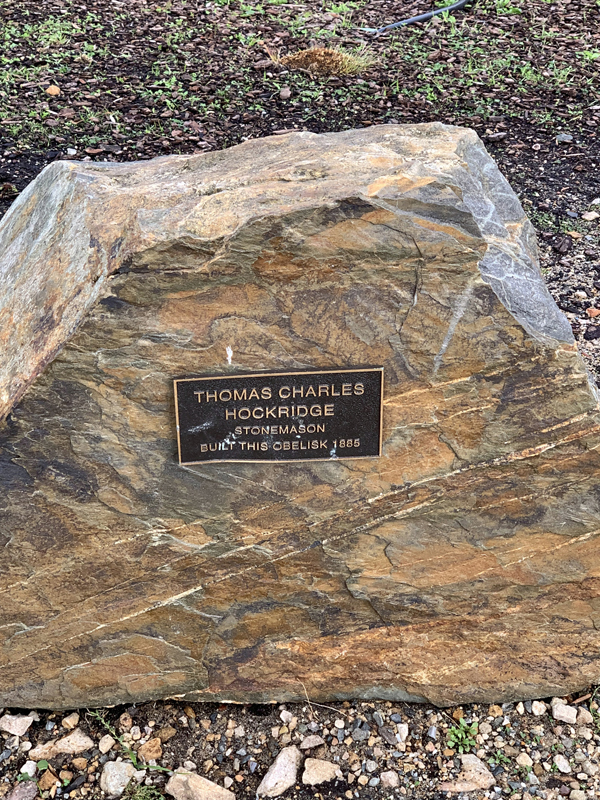 THOMAS CHARLES
HOCKRIDGE
STONEMASON
BUILT THIS OBELISK 1885